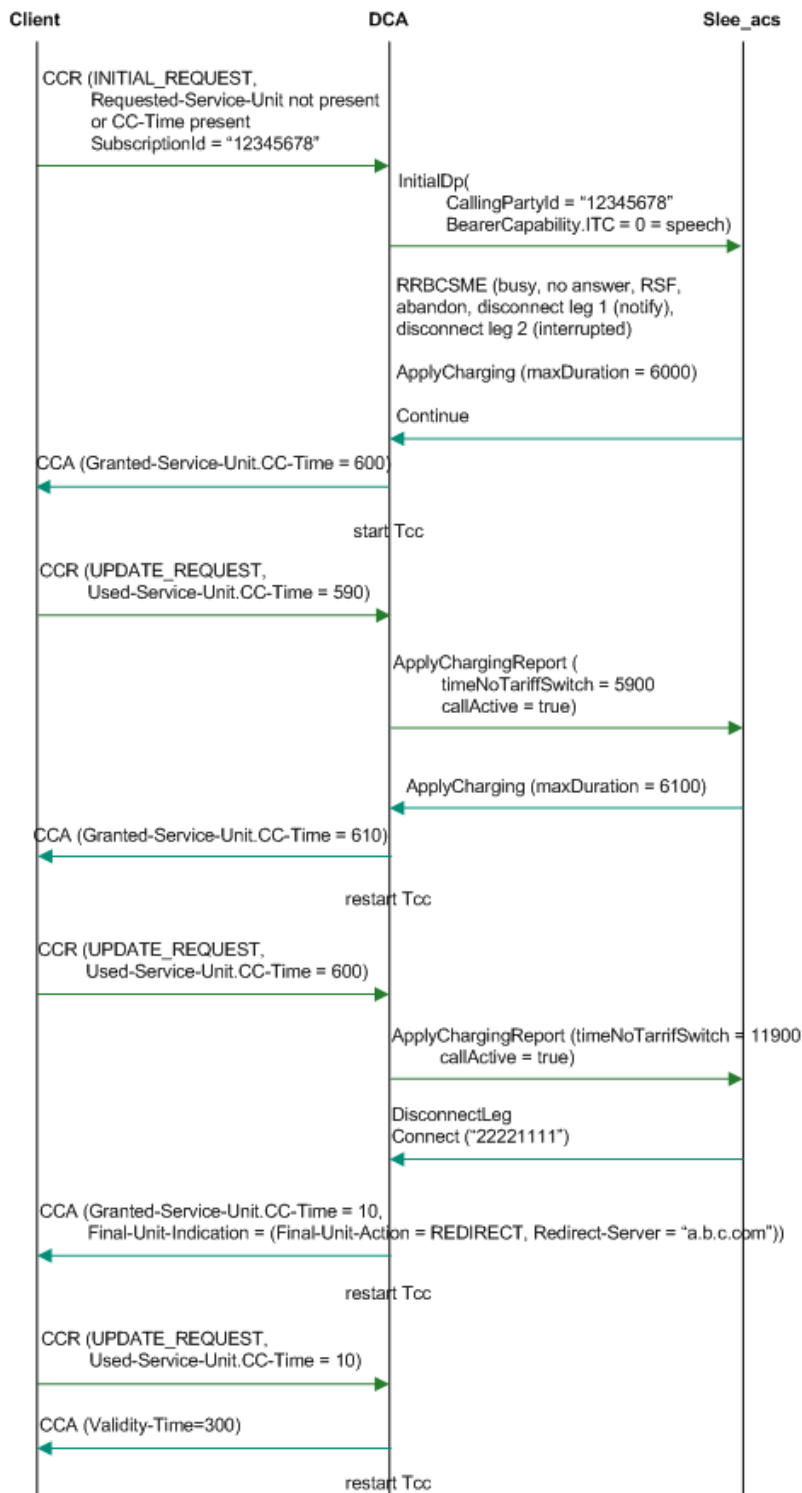 Client DCA Slee_acs
CCR (INITIAL_REQUEST,
Requested-Service-Unit not present
or CC-Time present
SubscriptionId = “12345678”
InitialDp(
CallingPartyId = “12345678”
BearerCapability.ITC = 0 = speech)
RRBCSME (busy, no answer, RSF,
abandon, disconnect leg 1 (notify),
disconnect leg 2 (interrupted)
ApplyCharging (maxDuration = 6000)
Continue
CCA (Granted-Service-Unit.CC-Time = 600)
start Tcc
CCR (UPDATE_REQUEST,
Used-Service-Unit.CC-Time = 590)
ApplyChargingReport (
timeNoTariffSwitch = 5900
callActive = true)
ApplyCharging (maxDuration = 6100)
CCA (Granted-Service-Unit.CC-Time = 610)
restart Tcc
CCR (UPDATE_REQUEST,
Used-Service-Unit.CC-Time = 600)
ApplyChargingReport (timeNoTarrifSwitch = 11900
callActive = true)
DisconnectLeg
Connect (“22221111”)
CCA (Granted-Service-Unit.CC-Time = 10,
Final-Unit-Indication = (Final-Unit-Action = REDIRECT, Redirect-Server = “a.b.c.com”))
restart Tcc
CCR (UPDATE_REQUEST,
Used-Service-Unit.CC-Time = 10)
CCA (Validity-Time=300)
restart Tcc